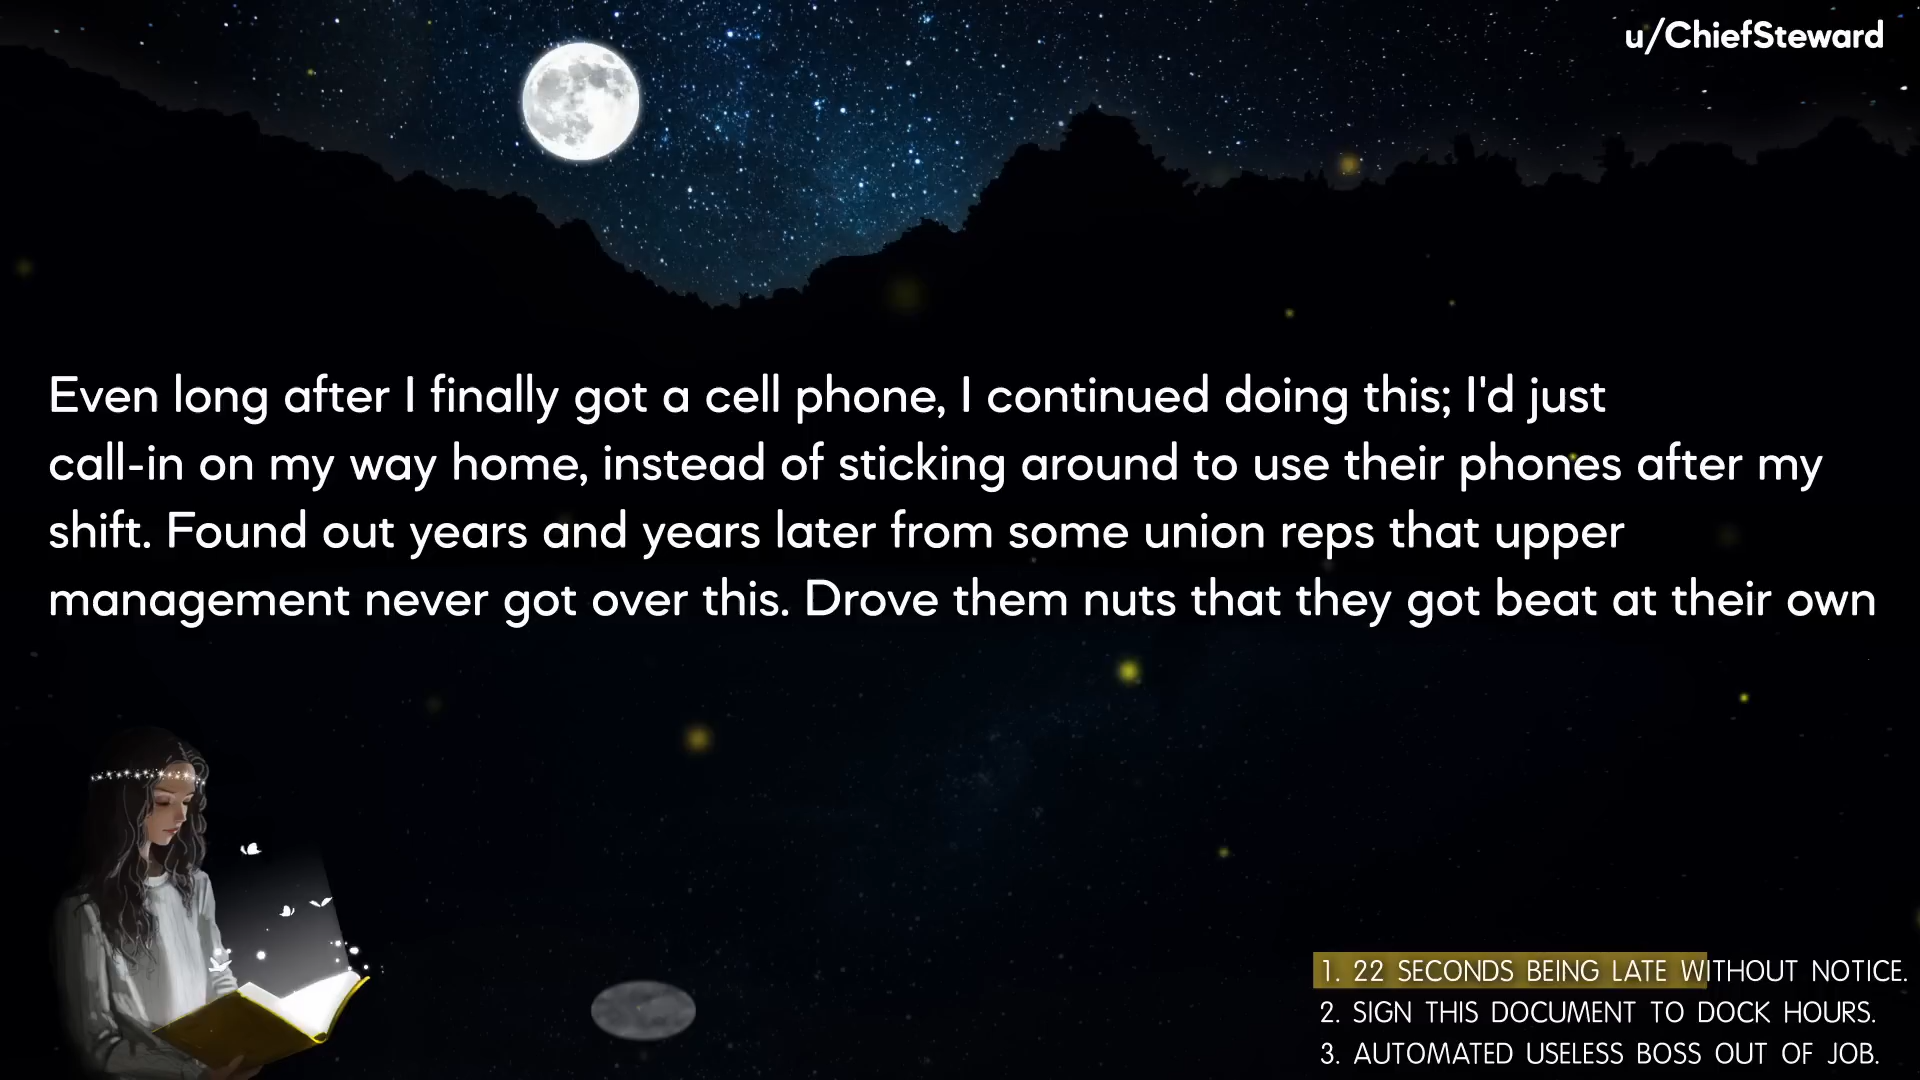 u/ChiefSteward
Even long after I finally got a cell phone, I continued doing this; I'd just
call-in on my way home, instead of sticking around to use their phones after my
shift. Found out years and years later from some union reps that upper
management never got over this. Drove them nuts that they got beat at their own
1. 22 SECONDS BEING LATE WITHOUT NOTICE.
2. SIGN THIS DOCUMENT TO DOCK HOURS.
3. AUTOMATED USELESS BOSS OUT OF JOB.